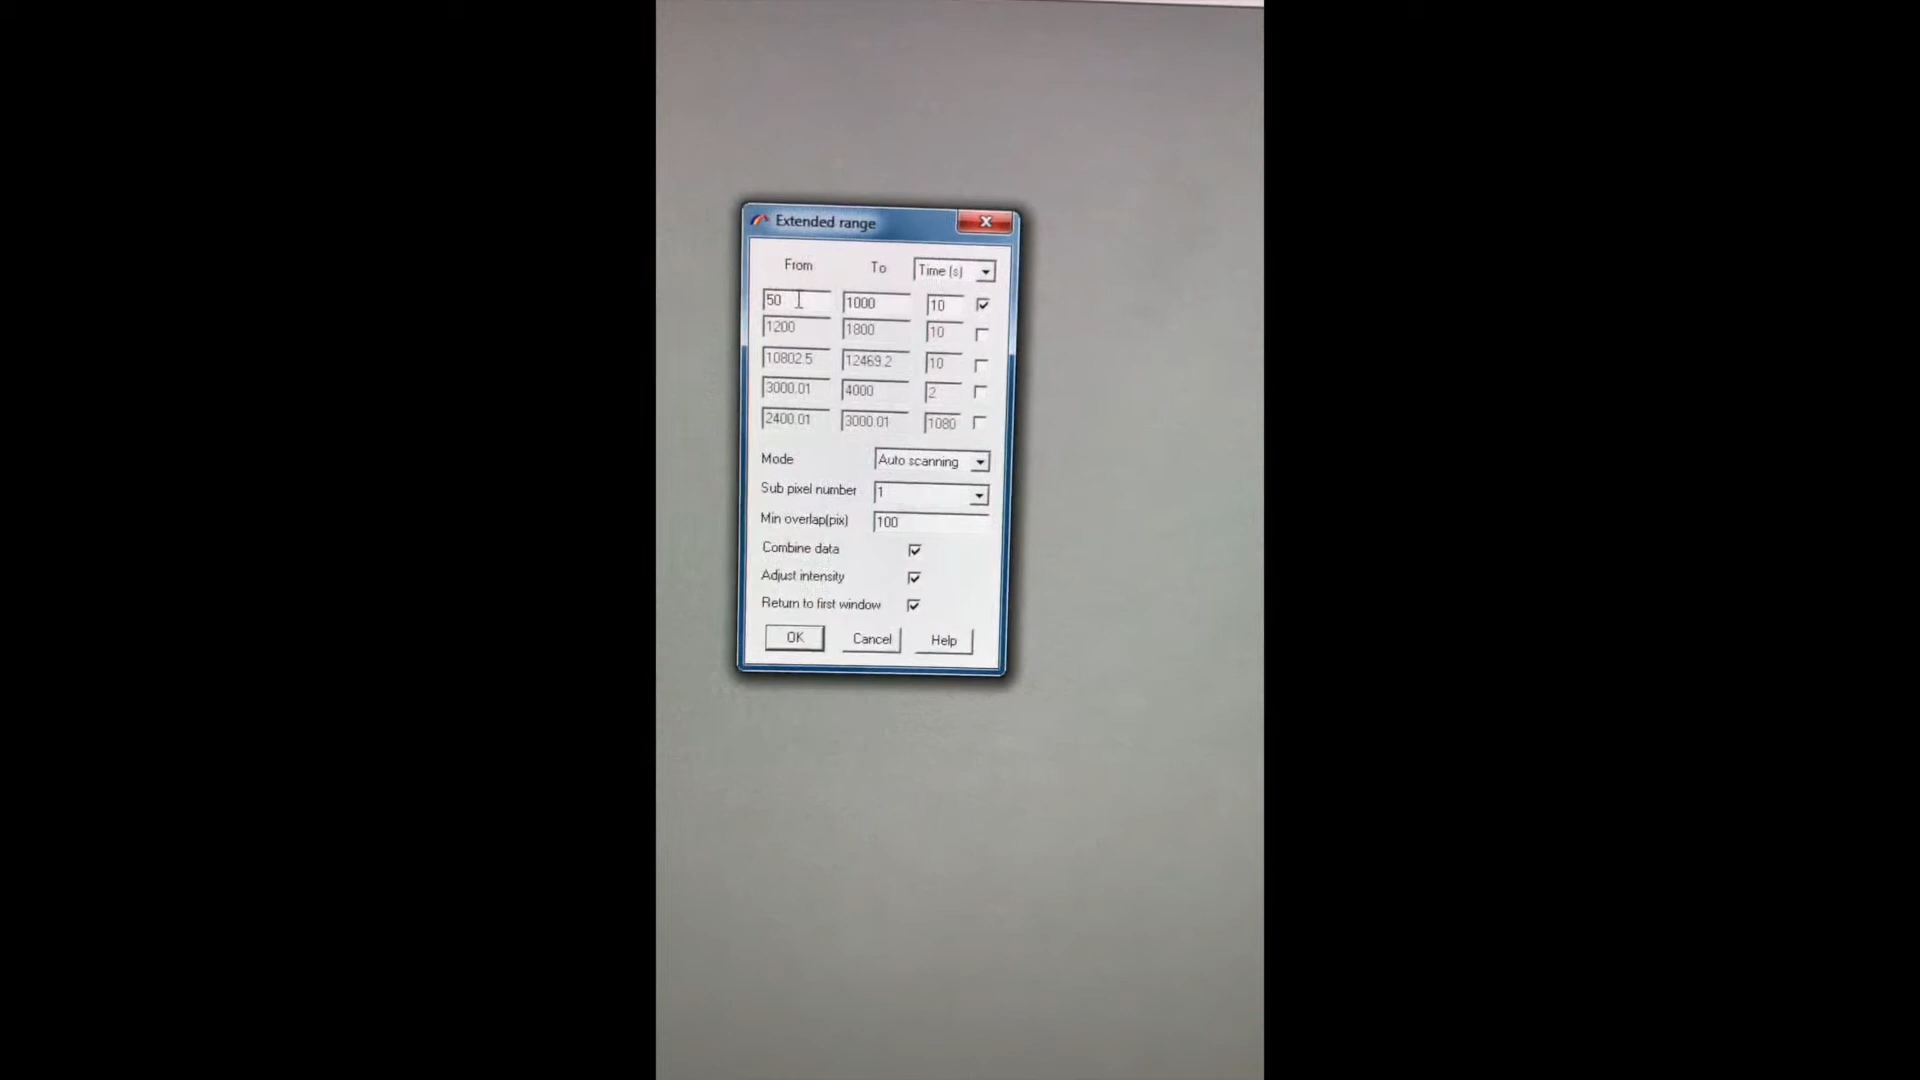 Extended range
From To Time (s)
50 1000 10
1200 1800 10
10802.5 12469.2 10
3000.01 4000 2
2400.01 3000.01 1080
Mode Auto scanning
Sub pixel number 1
Min overlap(pix) 100
Combine data
Adjust intensity
Return to first window
OK Cancel Help